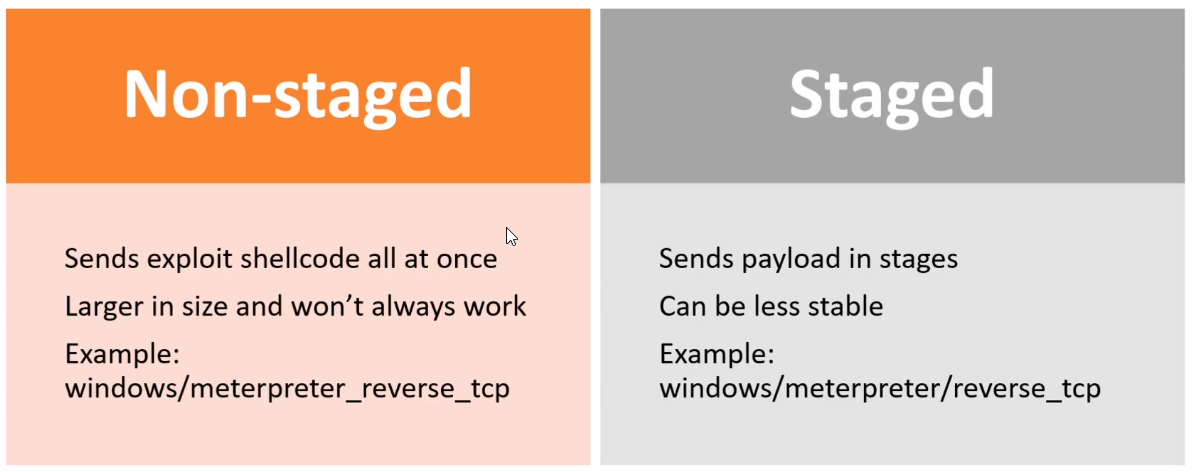 Non-staged
Sends exploit shellcode all at once
Larger in size and won’t always work
Example:
windows/meterpreter_reverse_tcp
Staged
Sends payload in stages
Can be less stable
Example:
windows/meterpreter/reverse_tcp